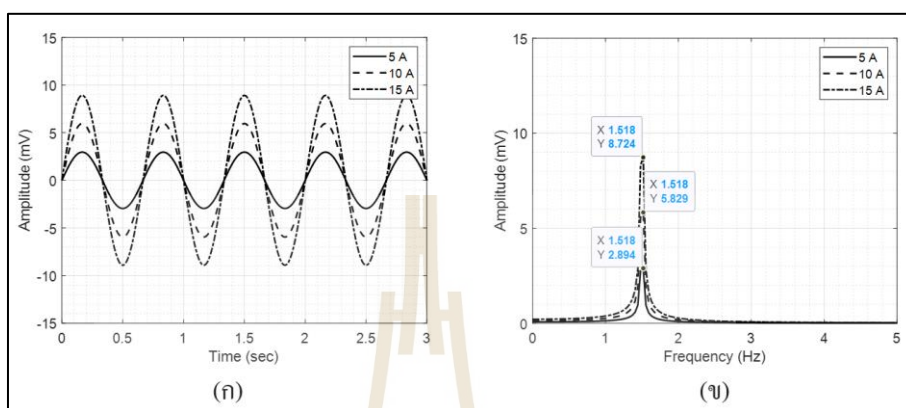 15
10
5
0
-5
-10
-15
Amplitude (mV)
0 0.5 1 1.5 2 2.5 3
Time (sec)
5 A
10 A
15 A
(ก)
15
10
5
0
Amplitude (mV)
0 1 2 3 4 5
Frequency (Hz)
5 A
10 A
15 A
X 1.518
Y 8.724
X 1.518
Y 5.829
X 1.518
Y 2.894
(ข)